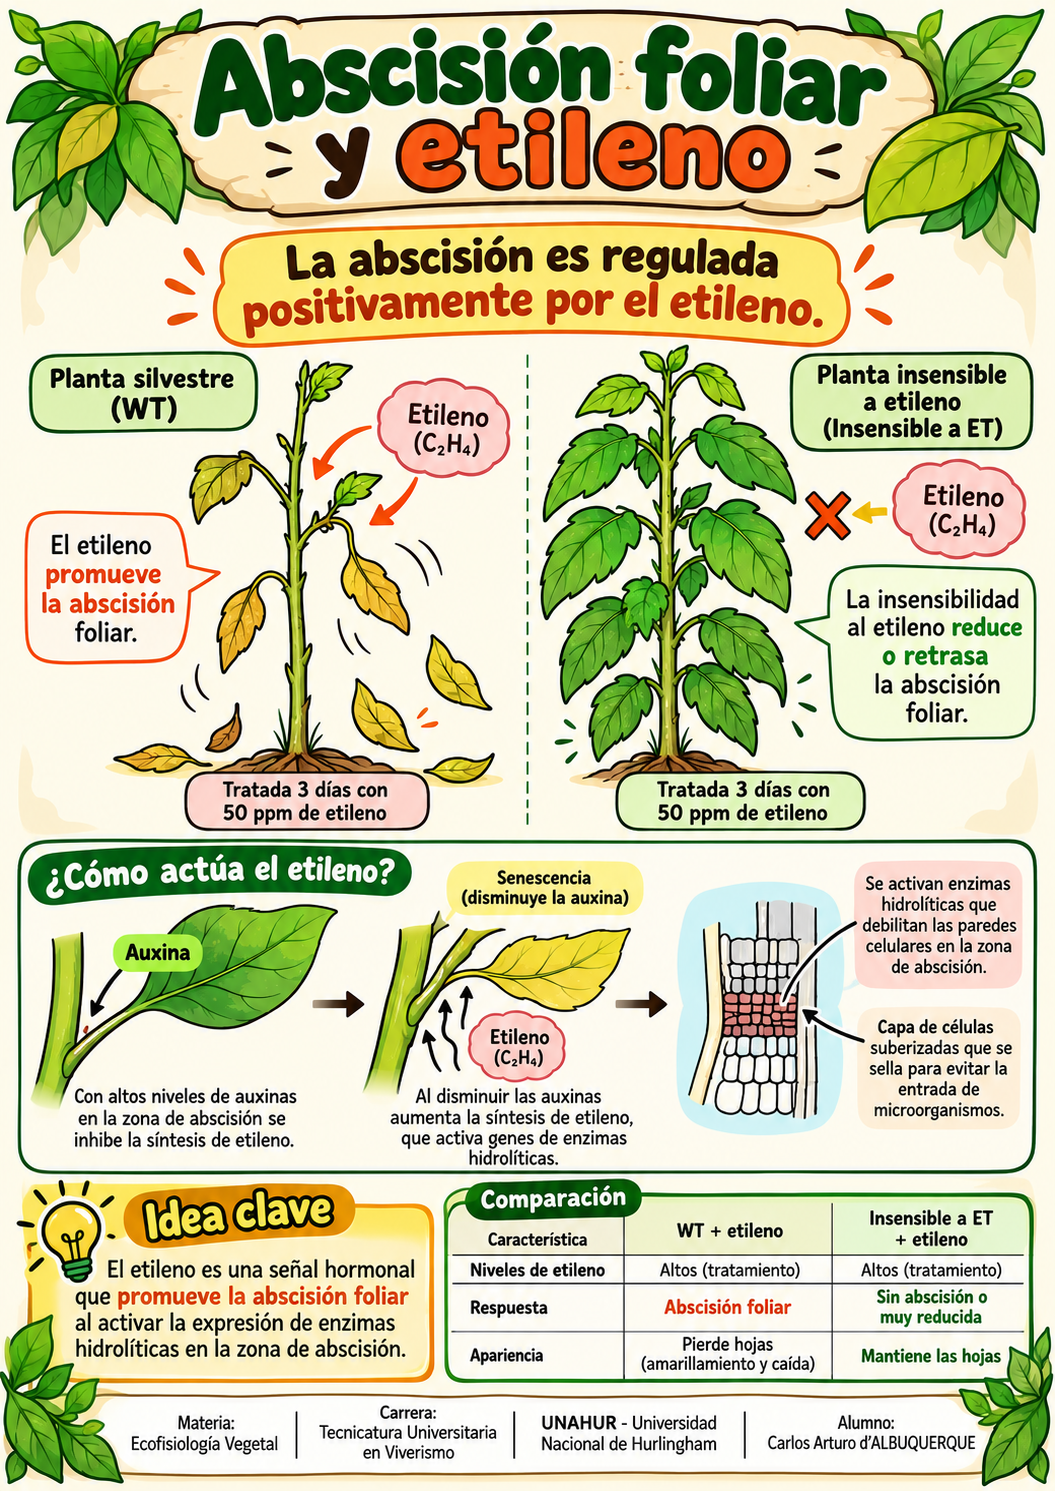 Abscisión foliar
y etileno
La abscisión es regulada
positivamente por el etileno.
Planta silvestre
(WT)
Etileno
(C₂H₄)
El etileno
promueve
la abscisión
foliar.
Tratada 3 días con
50 ppm de etileno
Planta insensible
a etileno
(Insensible a ET)
Etileno
(C₂H₄)
La insensibilidad
al etileno reduce
o retrasa
la abscisión
foliar.
Tratada 3 días con
50 ppm de etileno
¿Cómo actúa el etileno?
Auxina
Con altos niveles de auxinas
en la zona de abscisión se
inhibe la síntesis de etileno.
Senescencia
(disminuye la auxina)
Etileno
(C₂H₄)
Al disminuir las auxinas
aumenta la síntesis de etileno,
que activa genes de enzimas
hidrolíticas.
Se activan enzimas
hidrolíticas que
debilitan las paredes
celulares en la zona
de abscisión.
Capa de células
suberizadas que se
sella para evitar la
entrada de
microorganismos.
Idea clave
El etileno es una señal hormonal
que promueve la abscisión foliar
al activar la expresión de enzimas
hidrolíticas en la zona de abscisión.
Comparación
Característica
WT + etileno
Insensible a ET
+ etileno
Niveles de etileno
Altos (tratamiento)
Altos (tratamiento)
Respuesta
Abscisión foliar
Sin abscisión o
muy reducida
Apariencia
Pierde hojas
(amarillamiento y caída)
Mantiene las hojas
Materia:
Ecofisiología Vegetal
Carrera:
Tecnicatura Universitaria
en Viverismo
UNAHUR - Universidad
Nacional de Hurlingham
Alumno:
Carlos Arturo d'ALBUQUERQUE